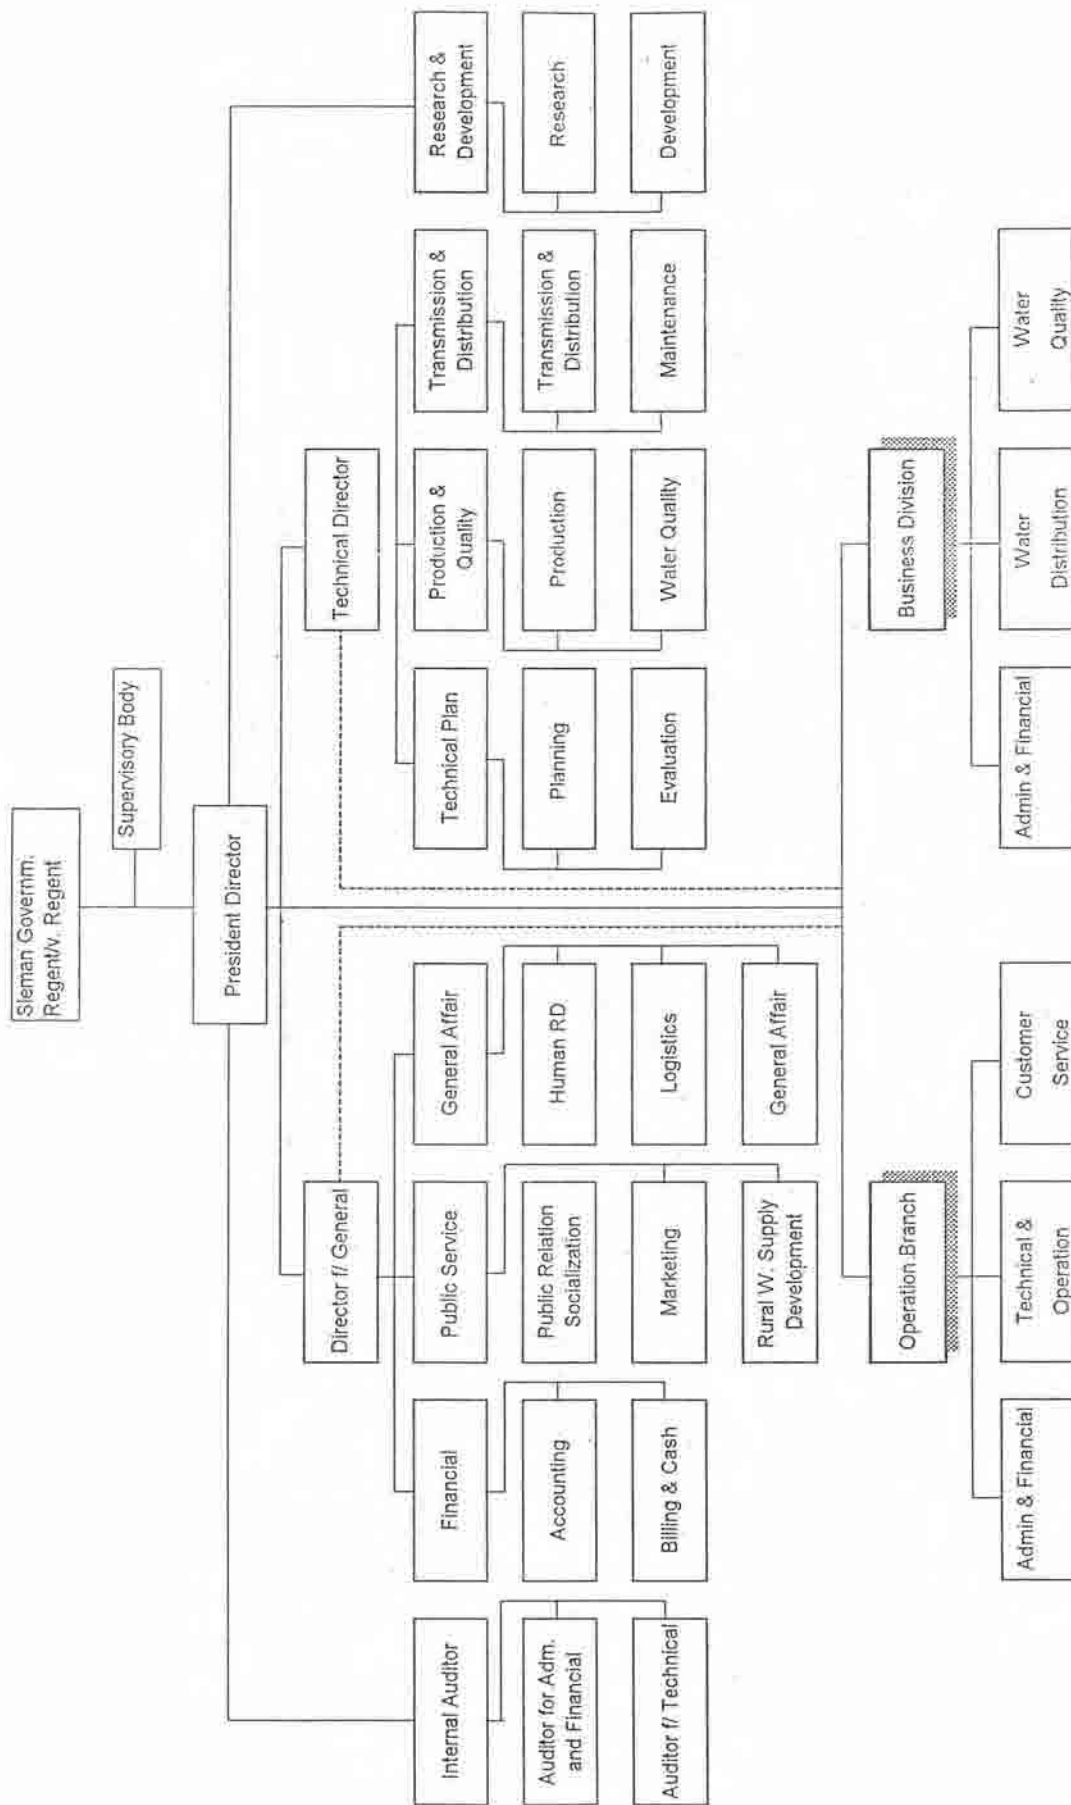 Sleman Governm.
Regent/v. Regent
Supervisory Body
President Director
Director f/ General
Technical Director
Internal Auditor
Financial
Public Service
General Affair
Technical Plan
Production &
Quality
Transmission &
Distribution
Research &
Development
Auditor for Adm.
and Financial
Accounting
Public Relation
Socialization
Human RD
Planning
Production
Transmission &
Distribution
Research
Auditor f/ Technical
Billing & Cash
Marketing
Logistics
Evaluation
Water Quality
Maintenance
Development
Rural W. Supply
Development
General Affair
Operation Branch
Business Division
Admin & Financial
Technical &
Operation
Customer
Service
Admin & Financial
Water
Distribution
Water
Quality